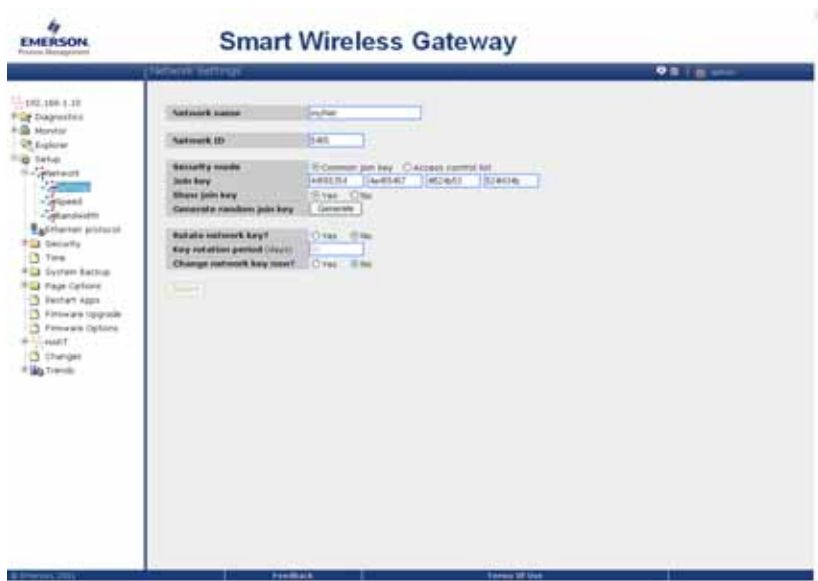 EMERSON
Process Management
Smart Wireless Gateway
Network Settings
admin
192.168.1.10
Diagnostics
Monitor
Explorer
Setup
Network
Speed
Bandwidth
Ethernet protocol
Security
Time
System Backup
Page Options
Restart Apps
Firmware Upgrade
Firmware Options
HART
Changes
Trends
Network name myNet
Network ID
Security mode Common join key Access control list
Join key
Show join key Yes No
Generate random join key Generate
Rotate network key? Yes No
Key rotation period (days)
Change network key now? Yes No
Submit
Feedback Terms Of Use